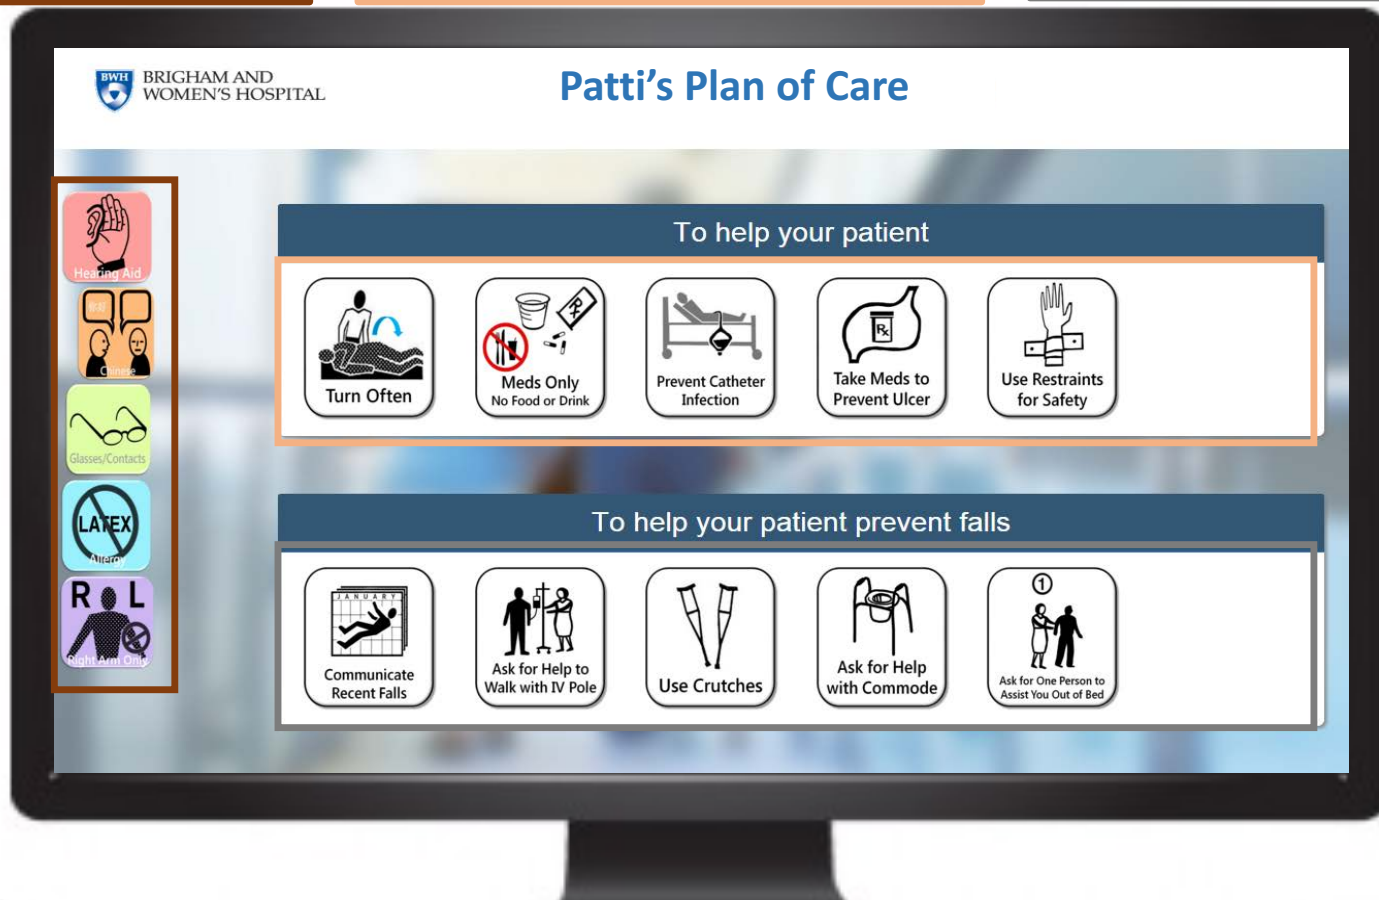 BWH
BRIGHAM AND
WOMEN'S HOSPITAL
Patti's Plan of Care
Hearing Aid
Chinese
Glasses/Contacts
LATEX
Allergy
R L
Right Arm Only
To help your patient
Turn Often
Rx
Meds Only
No Food or Drink
Prevent Catheter
Infection
Rx
Take Meds to
Prevent Ulcer
Use Restraints
for Safety
To help your patient prevent falls
JANUARY
Communicate
Recent Falls
Ask for Help to
Walk with IV Pole
Use Crutches
Ask for Help
with Commode
1
Ask for One Person to
Assist You Out of Bed